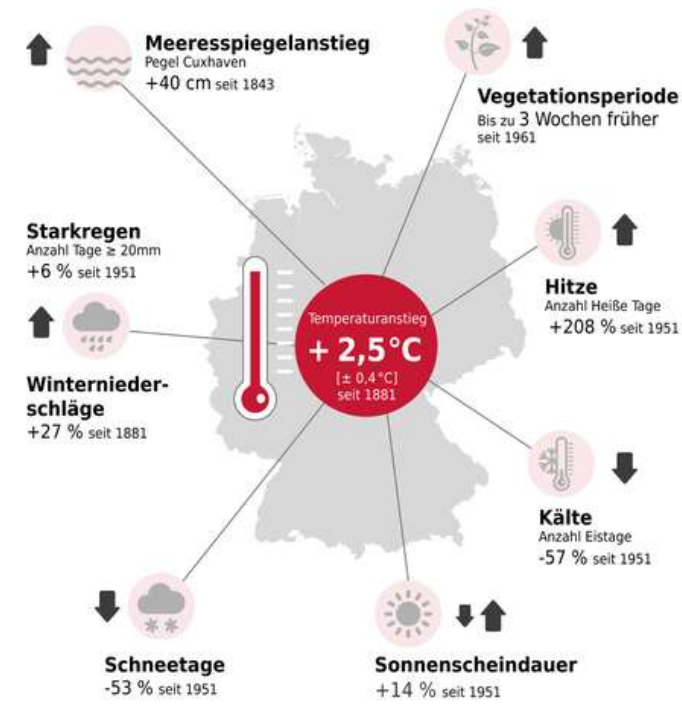 Meeresspiegelanstieg
Pegel Cuxhaven
+40 cm seit 1843
Vegetationsperiode
Bis zu 3 Wochen früher
seit 1961
Starkregen
Anzahl Tage ≥ 20mm
+6 % seit 1951
Hitze
Anzahl Heiße Tage
+208 % seit 1951
Temperaturanstieg
+ 2,5°C
[± 0,4°C]
seit 1881
Winternieder-
schläge
+27 % seit 1881
Kälte
Anzahl Eistage
-57 % seit 1951
Schneetage
-53 % seit 1951
Sonnenscheindauer
+14 % seit 1951